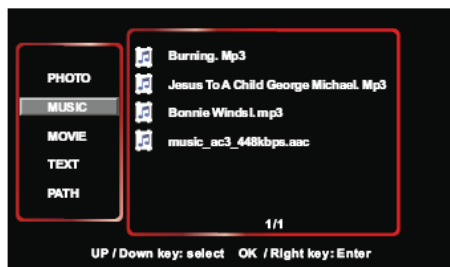 PHOTO
MUSIC
MOVIE
TEXT
PATH
Burning. Mp3
Jesus To A Child George Michael. Mp3
Bonnie Windsl. mp3
music_ac3_448kbps.aac
1/1
UP / Down key: select OK / Right key: Enter